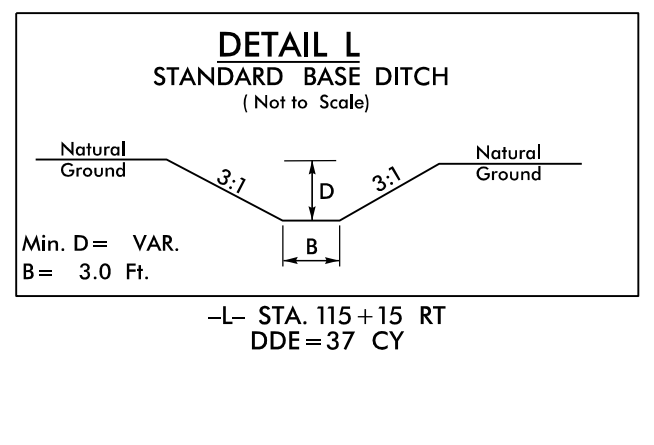 DETAIL L
STANDARD BASE DITCH
( Not to Scale)
Natural
Ground
3:1
D
3:1
Natural
Ground
B
Min. D = VAR.
B = 3.0 Ft.
–L– STA. 115+15 RT
DDE = 37 CY